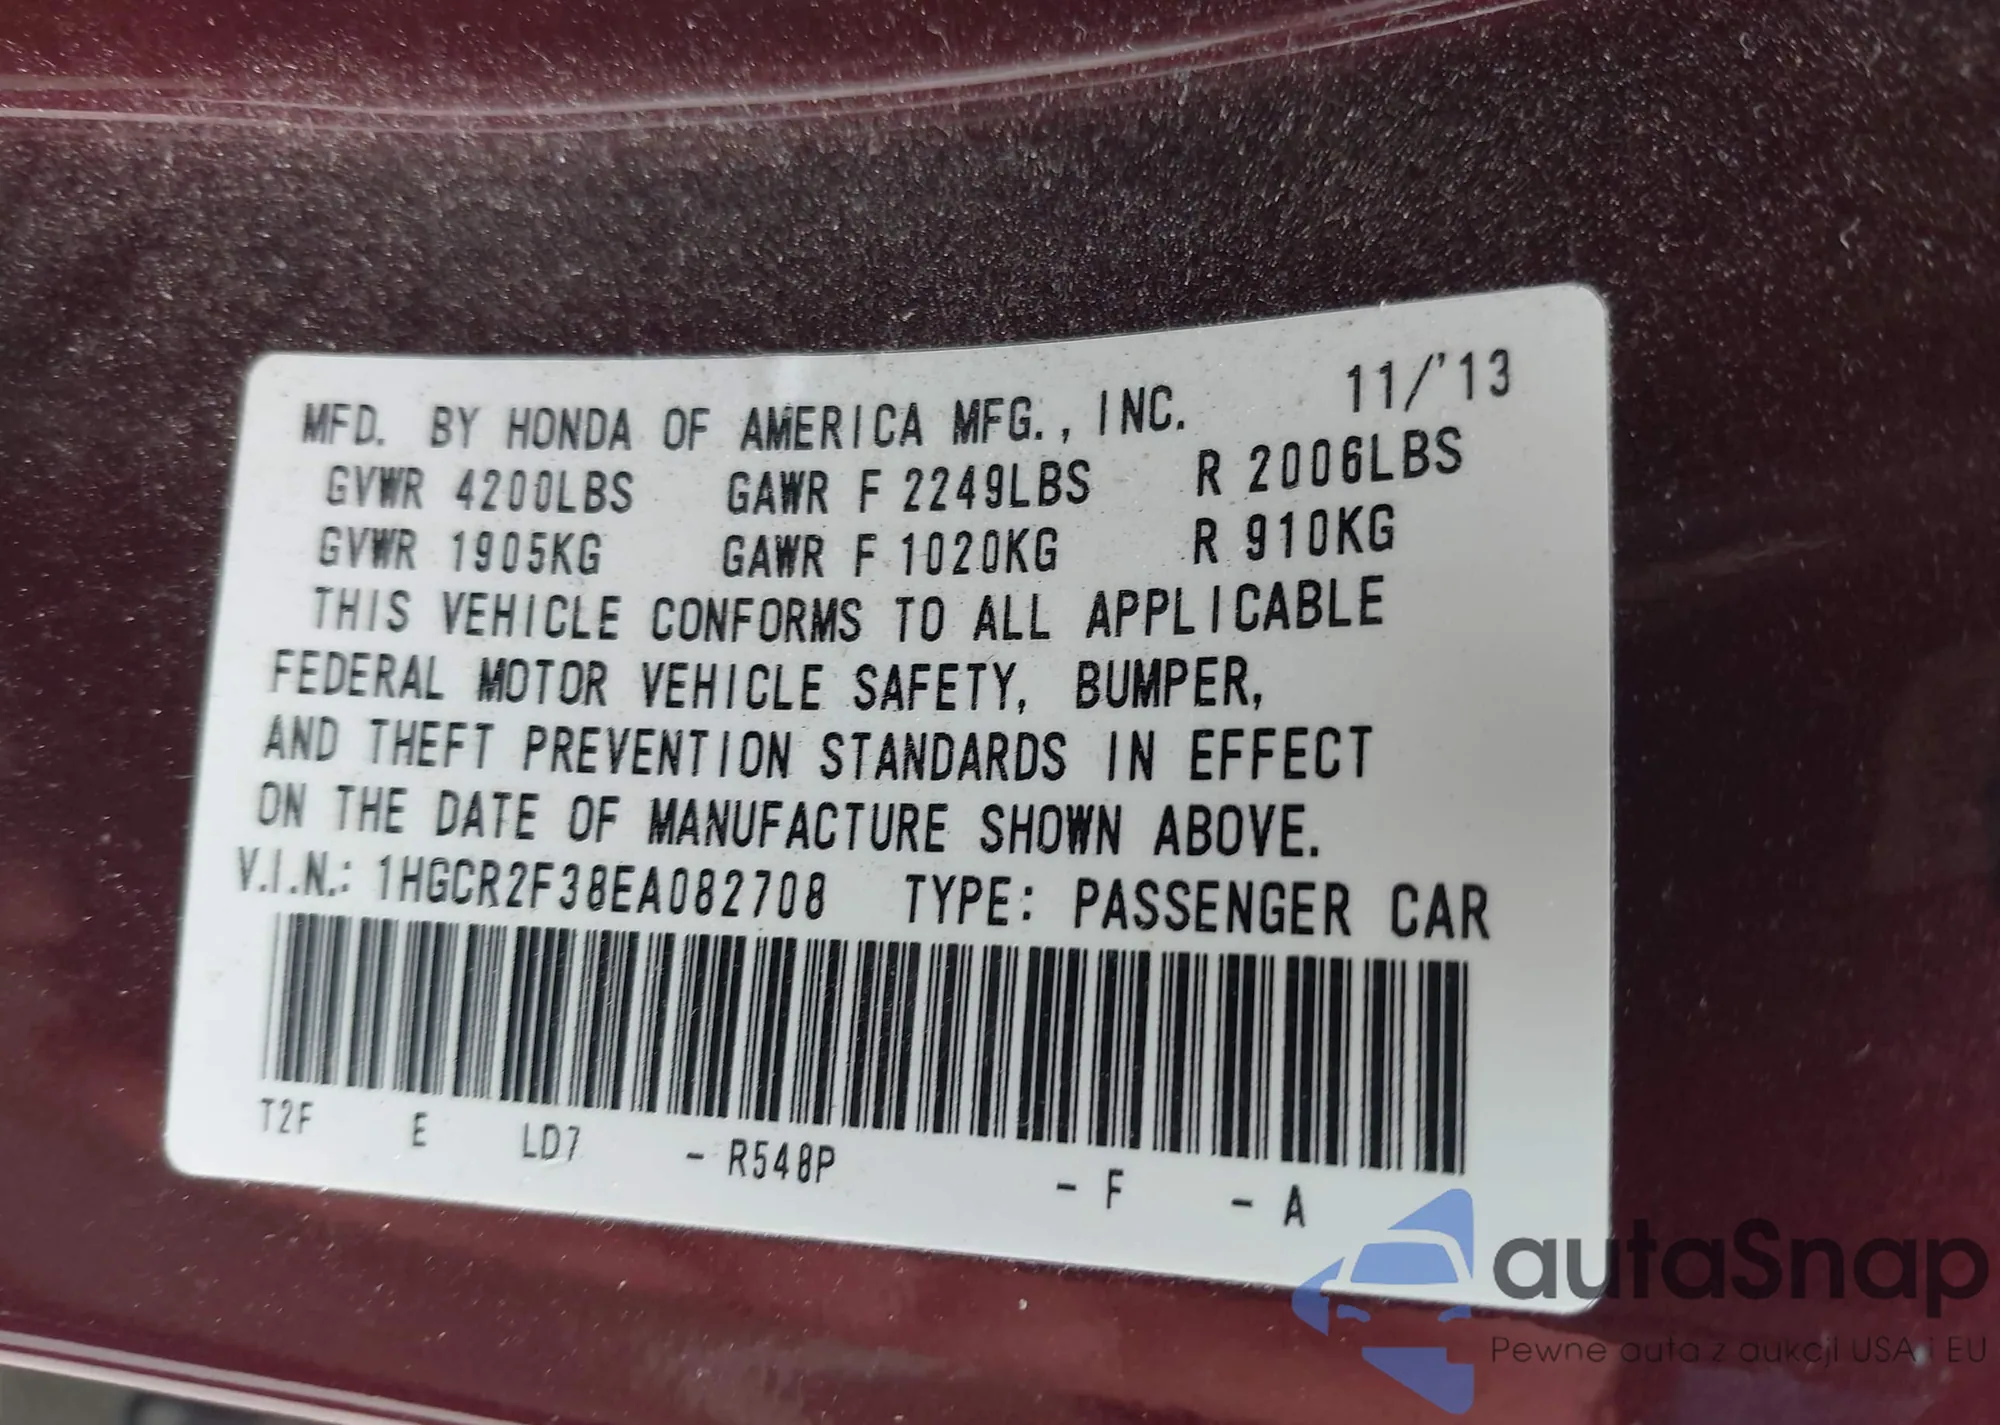 MFD. BY HONDA OF AMERICA MFG., INC. 11/'13
GVWR 4200LBS GAWR F 2249LBS R 2006LBS
GVWR 1905KG GAWR F 1020KG R 910KG
THIS VEHICLE CONFORMS TO ALL APPLICABLE
FEDERAL MOTOR VEHICLE SAFETY, BUMPER,
AND THEFT PREVENTION STANDARDS IN EFFECT
ON THE DATE OF MANUFACTURE SHOWN ABOVE.
V.I.N.: 1HGCR2F38EA082708 TYPE: PASSENGER CAR
T2F E LD7 - R548P - F - A
autaSnap
Pewne auta z aukcji USA i EU